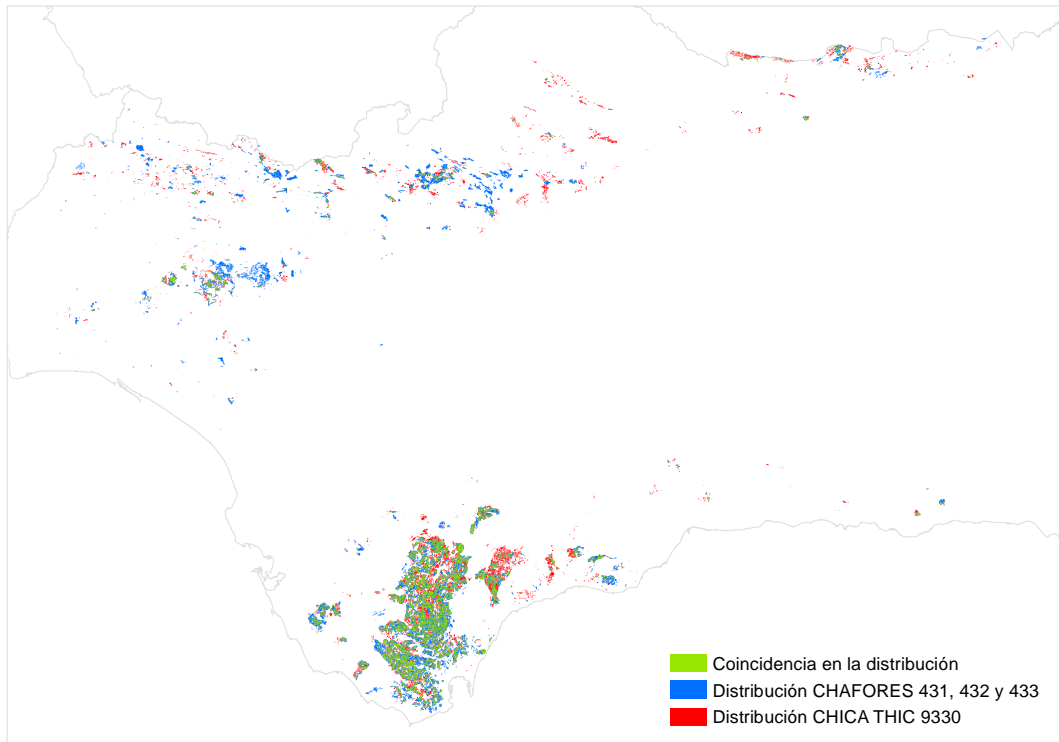 Coincidencia en la distribución
Distribución CHAFORES 431, 432 y 433
Distribución CHICA THIC 9330